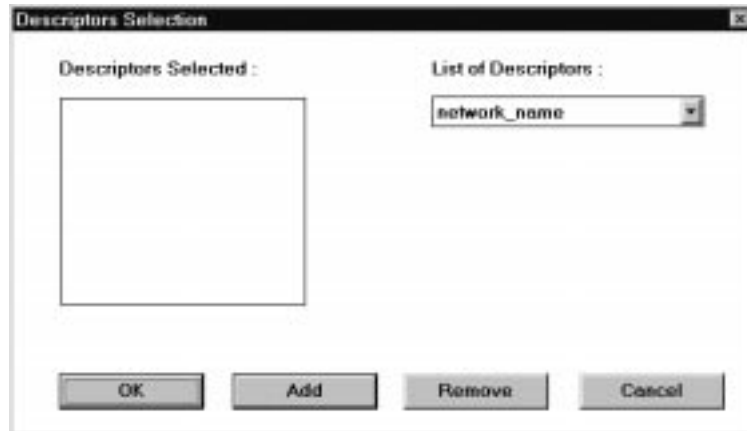 Descriptors Selection
Descriptors Selected :
List of Descriptors :
network_name
OK
Add
Remove
Cancel